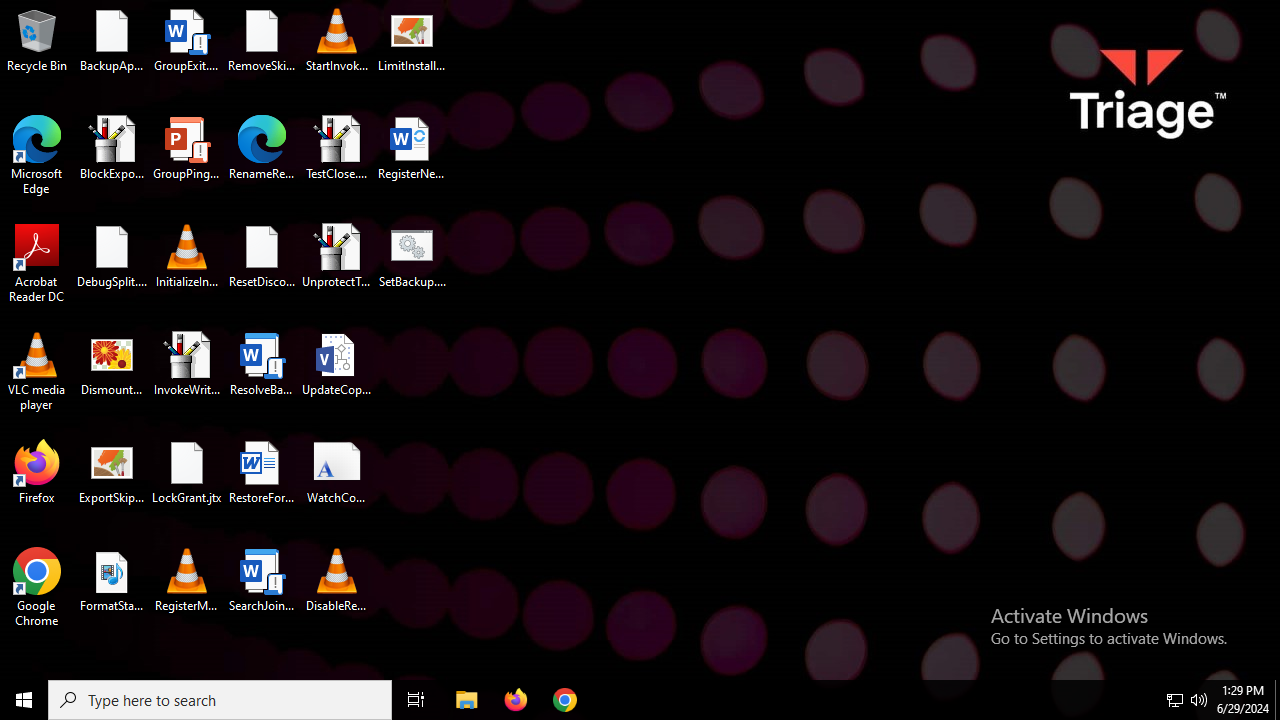 Recycle Bin
BackupAp...
GroupExit....
RemoveSki...
StartInvok...
LimitInstall...
Triage™
Microsoft
Edge
BlockExpo...
GroupPing...
RenameRe...
TestClose....
RegisterNe...
Acrobat
Reader DC
DebugSplit....
InitializeIn...
ResetDisco...
UnprotectT...
SetBackup....
VLC media
player
Dismount...
InvokeWrit...
ResolveBa...
UpdateCop...
Firefox
ExportSkip...
LockGrant.jtx
RestoreFor...
WatchCo...
Google
Chrome
FormatSta...
RegisterM...
SearchJoin...
DisableRe...
Activate Windows
Go to Settings to activate Windows.
Type here to search
1:29 PM
6/29/2024